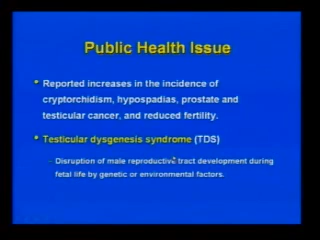 Public Health Issue
• Reported increases in the incidence of
cryptorchidism, hypospadias, prostate and
testicular cancer, and reduced fertility.
• Testicular dysgenesis syndrome (TDS)
– Disruption of male reproductive tract development during
fetal life by genetic or environmental factors.